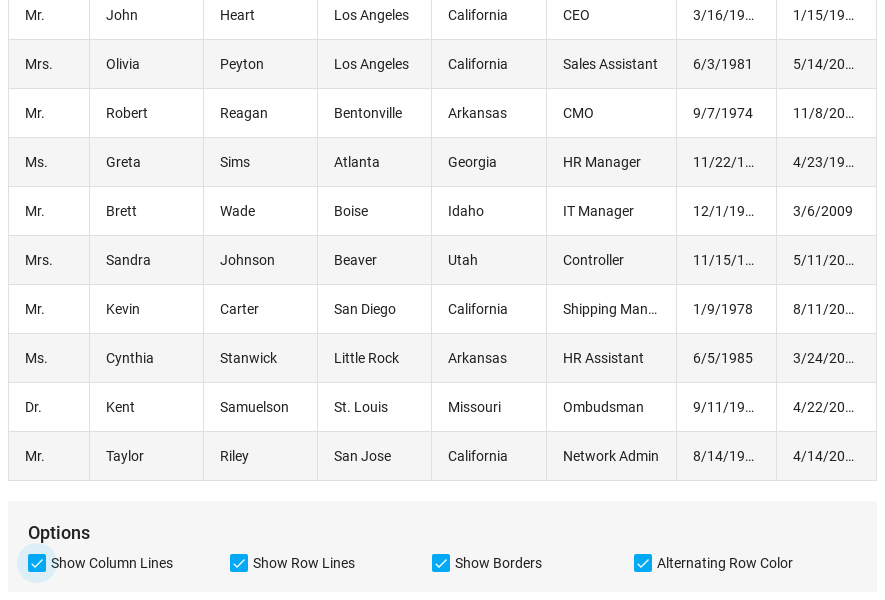 Mr. John Heart Los Angeles California CEO 3/16/19... 1/15/19...
Mrs. Olivia Peyton Los Angeles California Sales Assistant 6/3/1981 5/14/20...
Mr. Robert Reagan Bentonville Arkansas CMO 9/7/1974 11/8/20...
Ms. Greta Sims Atlanta Georgia HR Manager 11/22/1... 4/23/19...
Mr. Brett Wade Boise Idaho IT Manager 12/1/19... 3/6/2009
Mrs. Sandra Johnson Beaver Utah Controller 11/15/1... 5/11/20...
Mr. Kevin Carter San Diego California Shipping Man... 1/9/1978 8/11/20...
Ms. Cynthia Stanwick Little Rock Arkansas HR Assistant 6/5/1985 3/24/20...
Dr. Kent Samuelson St. Louis Missouri Ombudsman 9/11/19... 4/22/20...
Mr. Taylor Riley San Jose California Network Admin 8/14/19... 4/14/20...
Options
Show Column Lines Show Row Lines Show Borders Alternating Row Color